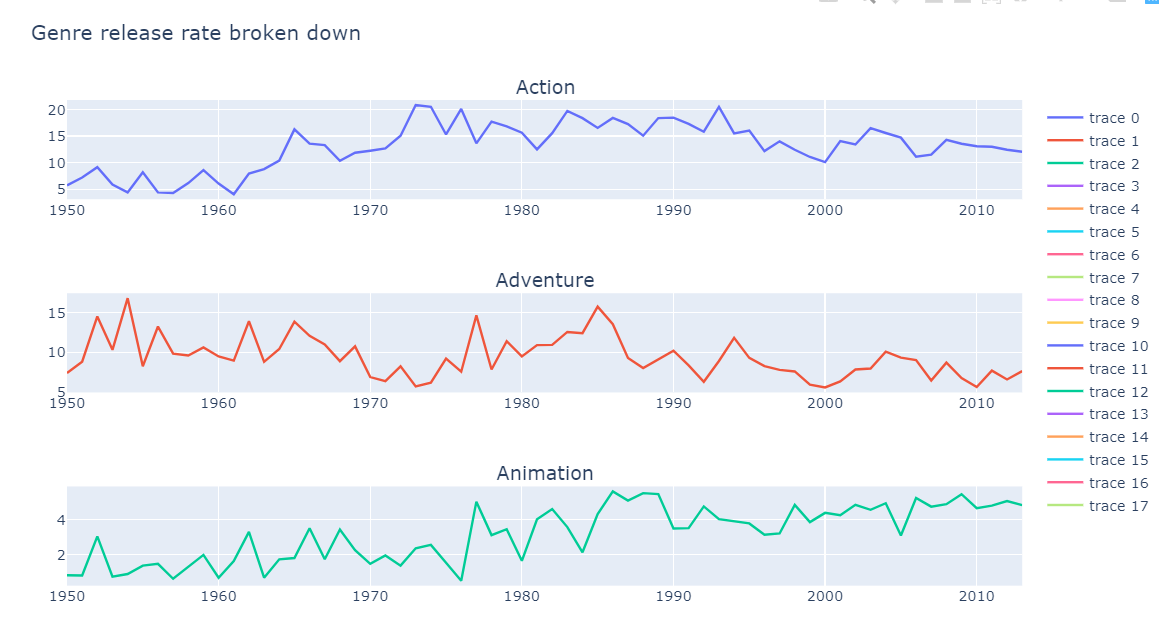 Genre release rate broken down
Action
20
15
10
5
1950 1960 1970 1980 1990 2000 2010
Adventure
15
10
5
1950 1960 1970 1980 1990 2000 2010
Animation
4
2
1950 1960 1970 1980 1990 2000 2010
trace 0
trace 1
trace 2
trace 3
trace 4
trace 5
trace 6
trace 7
trace 8
trace 9
trace 10
trace 11
trace 12
trace 13
trace 14
trace 15
trace 16
trace 17